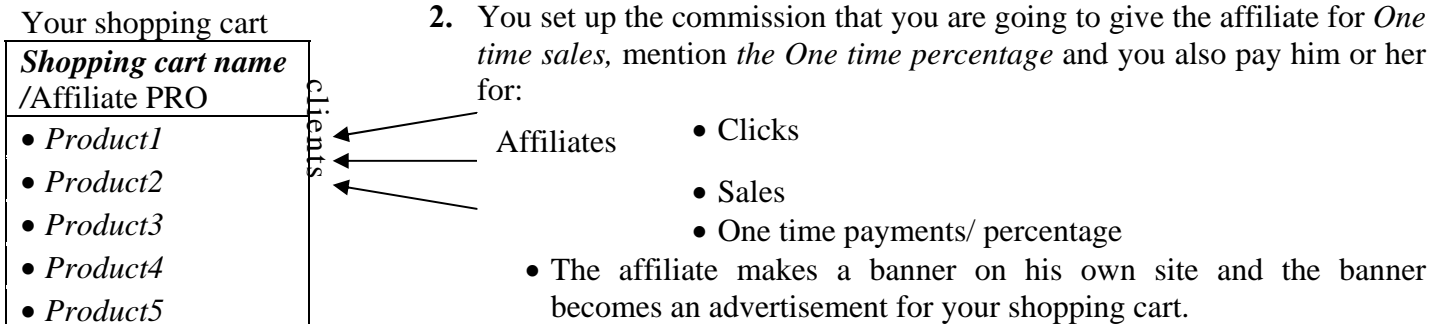 Your shopping cart
Shopping cart name
/Affiliate PRO
• Product1
• Product2
• Product3
• Product4
• Product5
clients
2. You set up the commission that you are going to give the affiliate for One
time sales, mention the One time percentage and you also pay him or her
for:
Affiliates
• Clicks
• Sales
• One time payments/ percentage
• The affiliate makes a banner on his own site and the banner
becomes an advertisement for your shopping cart.